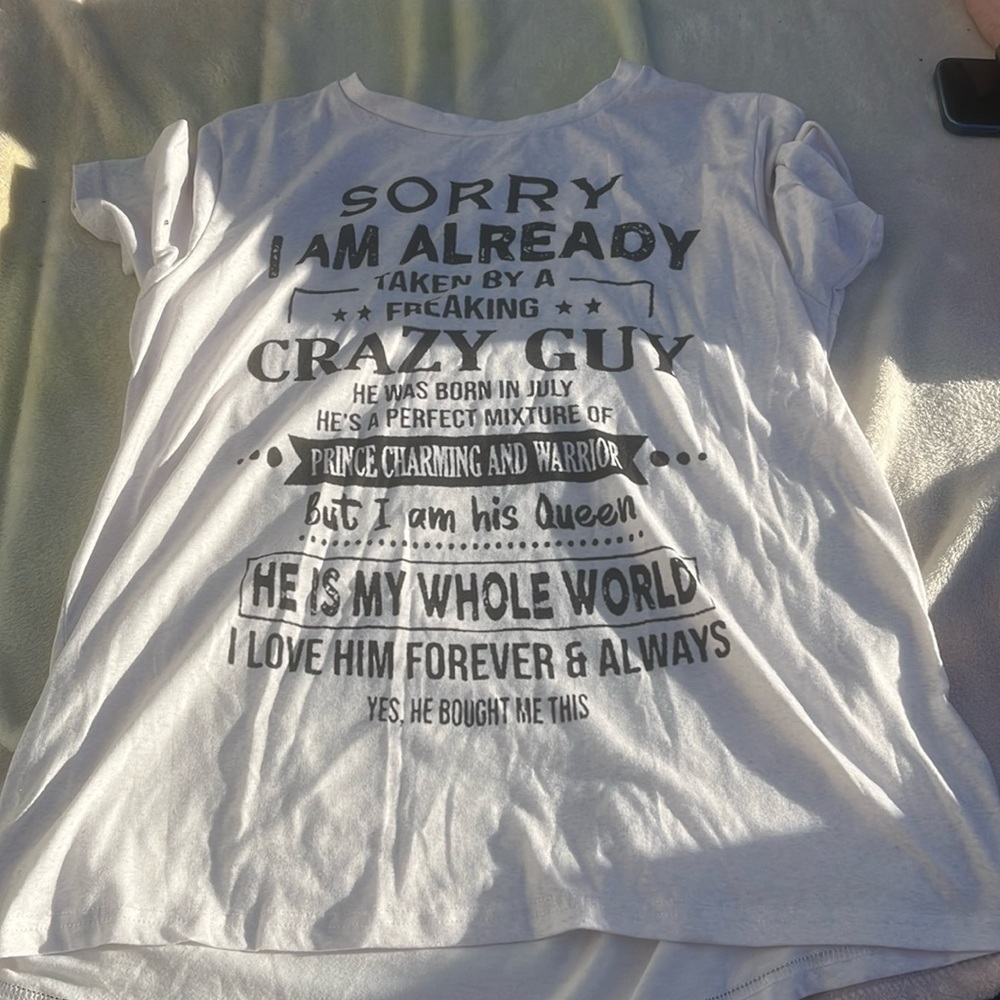 SORRY
I AM ALREADY
TAKEN BY A
FREAKING
CRAZY GUY
HE WAS BORN IN JULY
HE'S A PERFECT MIXTURE OF
PRINCE CHARMING AND WARRIOR
But I am his Queen
HE IS MY WHOLE WORLD
I LOVE HIM FOREVER & ALWAYS
YES, HE BOUGHT ME THIS